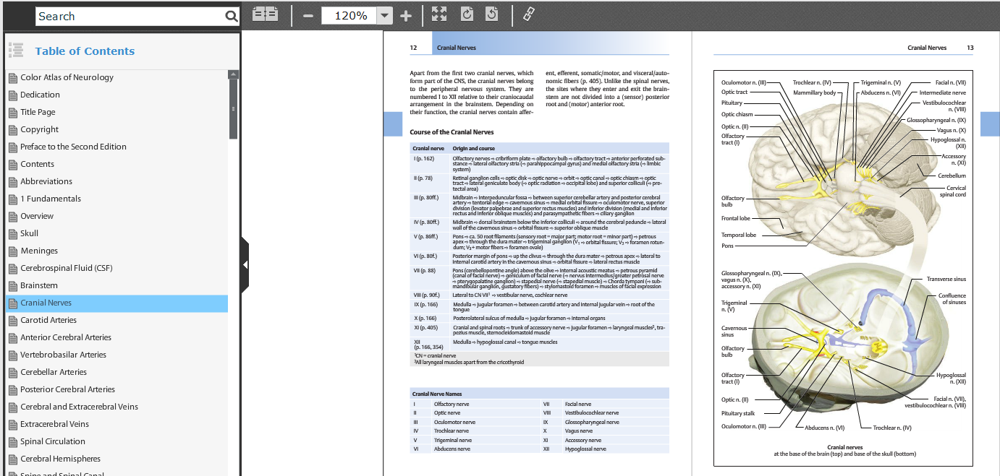 Search
120%
Table of Contents
Color Atlas of Neurology
Dedication
Title Page
Copyright
Preface to the Second Edition
Contents
Abbreviations
1 Fundamentals
Overview
Skull
Meninges
Cerebrospinal Fluid (CSF)
Brainstem
Cranial Nerves
Carotid Arteries
Anterior Cerebral Arteries
Vertebrobasilar Arteries
Cerebellar Arteries
Posterior Cerebral Arteries
Cerebral and Extracerebral Veins
Extracerebral Veins
Spinal Circulation
Cerebral Hemispheres
Spine and Spinal Canal
12 Cranial Nerves
Apart from the first two cranial nerves, which
form part of the CNS, the cranial nerves belong
to the peripheral nervous system. They are
numbered I to XII relative to their craniocaudal
arrangement in the brainstem. Depending on
their function, the cranial nerves contain affer-
ent, efferent, somatic/motor, and visceral/auto-
nomic fibers (p. 405). Unlike the spinal nerves,
the sites where they enter and exit the brain-
stem are not divided into a (sensor) posterior
root and (motor) anterior root.
Course of the Cranial Nerves
Cranial nerve Origin and course
I (p. 162) Olfactory nerves ⇨ cribriform plate ⇨ olfactory bulb ⇨ olfactory tract ⇨ anterior perforated sub-
stance ⇨ lateral olfactory stria (⇨ parahippocampal gyrus) and medial olfactory stria (⇨ limbic
system)
II (p. 78) Retinal ganglion cells ⇨ optic disk ⇨ optic nerve ⇨ orbit ⇨ optic canal ⇨ optic chiasm ⇨ optic
tract ⇨ lateral geniculate body (⇨ optic radiation ⇨ occipital lobe) and superior colliculi (⇨ pre-
tectal area)
III (p. 80ff.) Midbrain ⇨ interpeduncular fossa ⇨ between superior cerebellar artery and posterior cerebral
artery ⇨ tentorial edge ⇨ cavernous sinus ⇨ medial orbital fissure ⇨ oculomotor nerve, superior
division (levator palpebrae and superior rectus muscles) and inferior division (medial and inferior
rectus and inferior oblique muscles) and parasympathetic fibers ⇨ ciliary ganglion
IV (p. 80ff.) Midbrain ⇨ dorsal brainstem below the inferior colliculi ⇨ around the cerebral peduncle ⇨ lateral
wall of the cavernous sinus ⇨ orbital fissure ⇨ superior oblique muscle
V (p. 86ff.) Pons ⇨ ca. 50 root filaments (sensory root = major part; motor root = minor part) ⇨ petrous
apex ⇨ through the dura mater ⇨ trigeminal ganglion (V₁ ⇨ orbital fissure; V₂ ⇨ foramen rotun-
dum; V₃ + motor fibers ⇨ foramen ovale)
VI (p. 80f.) Posterior margin of pons ⇨ up the clivus ⇨ through the dura mater ⇨ petrous apex ⇨ lateral to
internal carotid artery in the cavernous sinus ⇨ orbital fissure ⇨ lateral rectus muscle
VII (p. 88) Pons (cerebellopontine angle) above the olive ⇨ internal acoustic meatus ⇨ petrous pyramid
(canal of facial nerve) ⇨ geniculum of facial nerve (⇨ nervus intermedius/greater petrosal nerve
⇨ pterygopalatine ganglion) ⇨ stapedial nerve (⇨ stapedial muscle) ⇨ Chorda tympani (⇨ sub-
mandibular ganglion, gustatory fibers) ⇨ stylomastoid foramen ⇨ muscles of facial expression
VIII (p. 90f.) Lateral to CN VII¹ ⇨ vestibular nerve, cochlear nerve
IX (p. 166) Medulla ⇨ jugular foramen ⇨ between carotid artery and internal jugular vein ⇨ root of the
tongue
X (p. 166) Posterolateral sulcus of medulla ⇨ jugular foramen ⇨ internal organs
XI (p. 405) Cranial and spinal roots ⇨ trunk of accessory nerve ⇨ jugular foramen ⇨ laryngeal muscles², tra-
pezius muscle, sternocleidomastoid muscle
XII Medulla ⇨ hypoglossal canal ⇨ tongue muscles
(p. 166, 354)
¹CN = cranial nerve
²All laryngeal muscles apart from the cricothyroid
Cranial Nerve Names
I Olfactory nerve VII Facial nerve
II Optic nerve VIII Vestibulocochlear nerve
III Oculomotor nerve IX Glossopharyngeal nerve
IV Trochlear nerve X Vagus nerve
V Trigeminal nerve XI Accessory nerve
VI Abducens nerve XII Hypoglossal nerve
Cranial Nerves 13
Oculomotor n. (III)
Optic tract
Pituitary
Optic chiasm
Optic n. (II)
Olfactory
tract (I)
Trochlear n. (IV)
Mammillary body
Trigeminal n. (V)
Abducens n. (VI)
Facial n. (VII)
Intermediate nerve
Vestibulocochlear
n. (VIII)
Glossopharyngeal n. (IX)
Vagus n. (X)
Hypoglossal n.
(XII)
Accessory
n. (XI)
Cerebellum
Cervical
spinal cord
Olfactory
bulb
Frontal lobe
Temporal lobe
Pons
Glossopharyngeal n. (IX),
vagus n. (X),
accessory n. (XI)
Trigeminal
n. (V)
Cavernous
sinus
Olfactory
bulb
Olfactory
tract (I)
Optic n. (II)
Pituitary stalk
Oculomotor n. (III)
Abducens n. (VI)
Trochlear n. (IV)
Transverse sinus
Confluence
of sinuses
Hypoglossal
n. (XII)
Facial n. (VII),
vestibulocochlear n. (VIII)
Cranial nerves
at the base of the brain (top) and base of the skull (bottom)